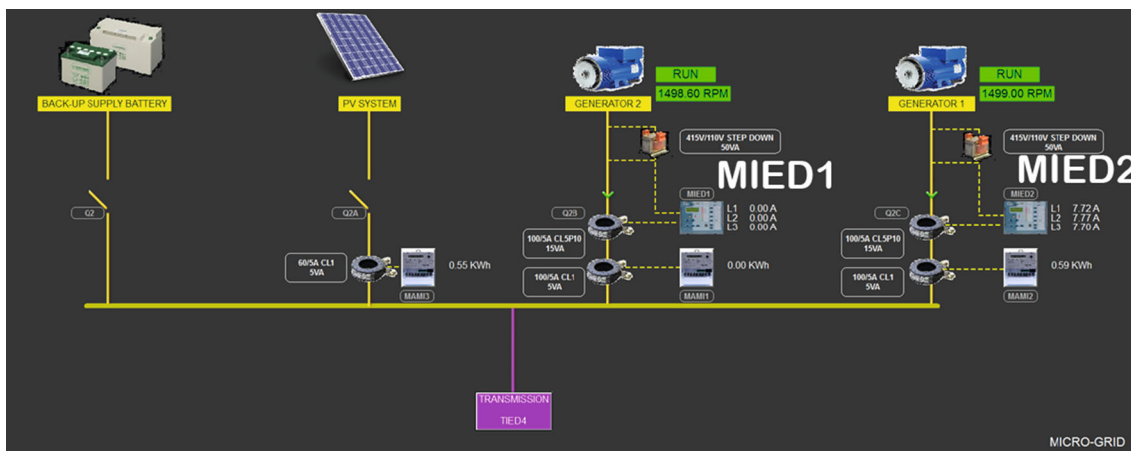 RUN
1498.60 RPM
RUN
1499.00 RPM
BACK-UP SUPPLY BATTERY
PV SYSTEM
GENERATOR 2
GENERATOR 1
415V/110V STEP DOWN
50VA
415V/110V STEP DOWN
50VA
MIED1
MIED2
Q2
Q2A
Q2B
MIED1
L1 0.00 A
L2 0.00 A
L3 0.00 A
Q2C
MIED2
L1 7.72 A
L2 7.77 A
L3 7.70 A
100/5A CL5P10
15VA
100/5A CL5P10
15VA
60/5A CL1
5VA
0.55 KWh
MAMI3
100/5A CL1
5VA
0.00 KWh
MAMI1
100/5A CL1
5VA
0.59 KWh
MAMI2
TRANSMISSION
TIED4
MICRO-GRID